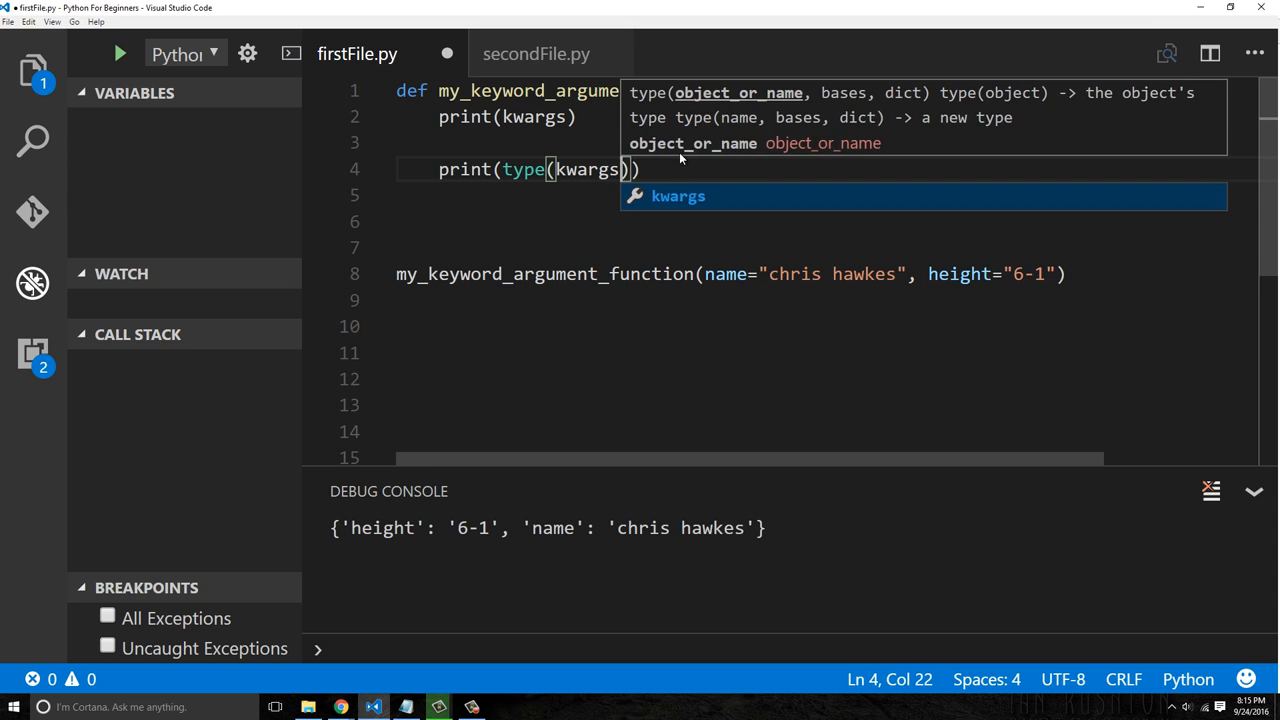 ● firstFile.py - Python For Beginners - Visual Studio Code
File Edit View Go Help
Python
firstFile.py
secondFile.py
VARIABLES
WATCH
CALL STACK
BREAKPOINTS
All Exceptions
Uncaught Exceptions
1
2
1 def my_keyword_argume
2 print(kwargs)
3
4 print(type(kwargs))
5
6
7
8 my_keyword_argument_function(name="chris hawkes", height="6-1")
9
10
11
12
13
14
15
type(object_or_name, bases, dict) type(object) -> the object's
type type(name, bases, dict) -> a new type
object_or_name object_or_name
kwargs
DEBUG CONSOLE
{'height': '6-1', 'name': 'chris hawkes'}
0 0
Ln 4, Col 22 Spaces: 4 UTF-8 CRLF Python
I'm Cortana. Ask me anything.
8:15 PM
9/24/2016